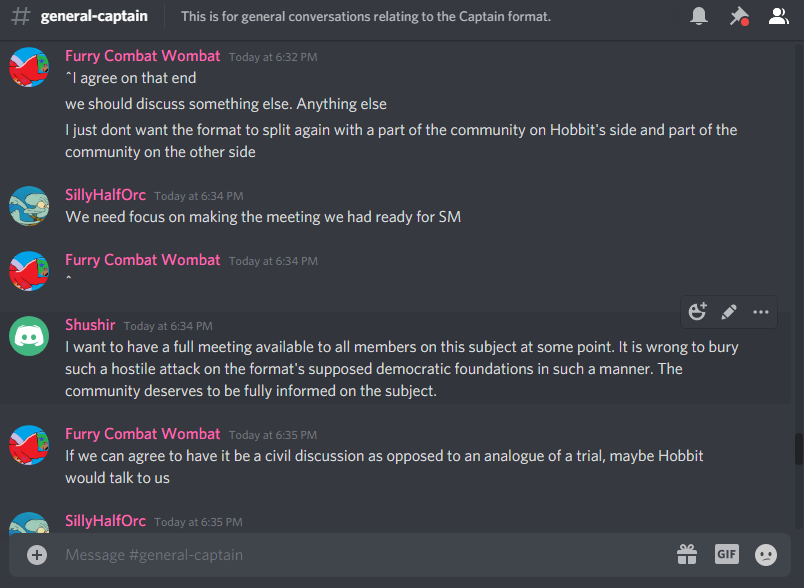 # general-captain This is for general conversations relating to the Captain format.
Furry Combat Wombat Today at 6:32 PM
^I agree on that end
we should discuss something else. Anything else
I just dont want the format to split again with a part of the community on Hobbit's side and part of the
community on the other side
SillyHalfOrc Today at 6:34 PM
We need focus on making the meeting we had ready for SM
Furry Combat Wombat Today at 6:34 PM
^
Shushir Today at 6:34 PM
I want to have a full meeting available to all members on this subject at some point. It is wrong to bury
such a hostile attack on the format's supposed democratic foundations in such a manner. The
community deserves to be fully informed on the subject.
Furry Combat Wombat Today at 6:35 PM
If we can agree to have it be a civil discussion as opposed to an analogue of a trial, maybe Hobbit
would talk to us
SillyHalfOrc Today at 6:35 PM
Message #general-captain
GIF